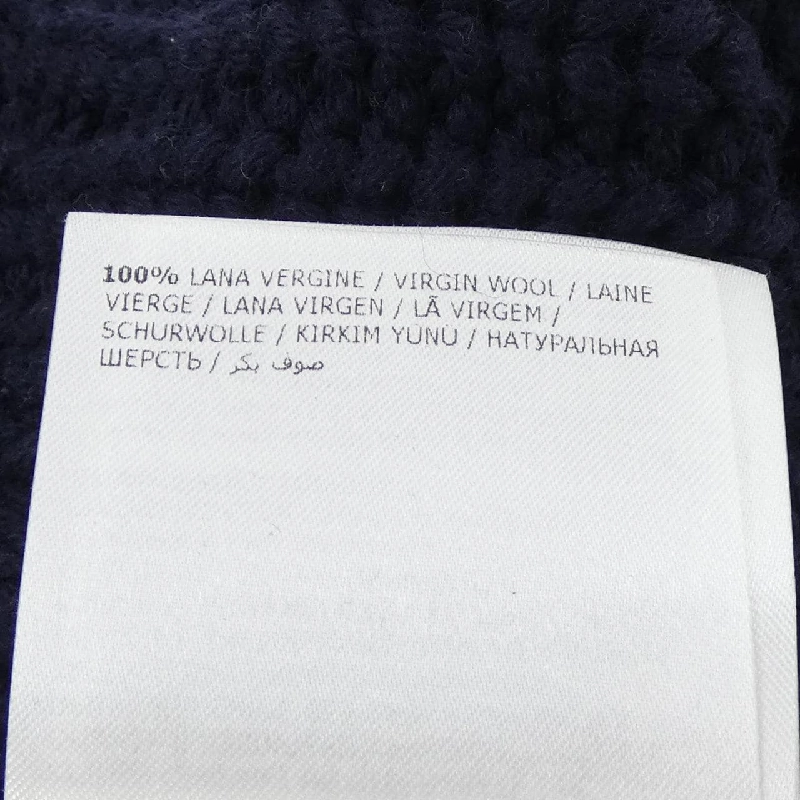 100% LANA VERGINE / VIRGIN WOOL / LAINE
VIERGE / LANA VIRGEN / LÃ VIRGEM /
SCHURWOLLE / KIRKIM YUNU / НАТУРАЛЬНАЯ
ШЕРСТЬ / صوف بكر